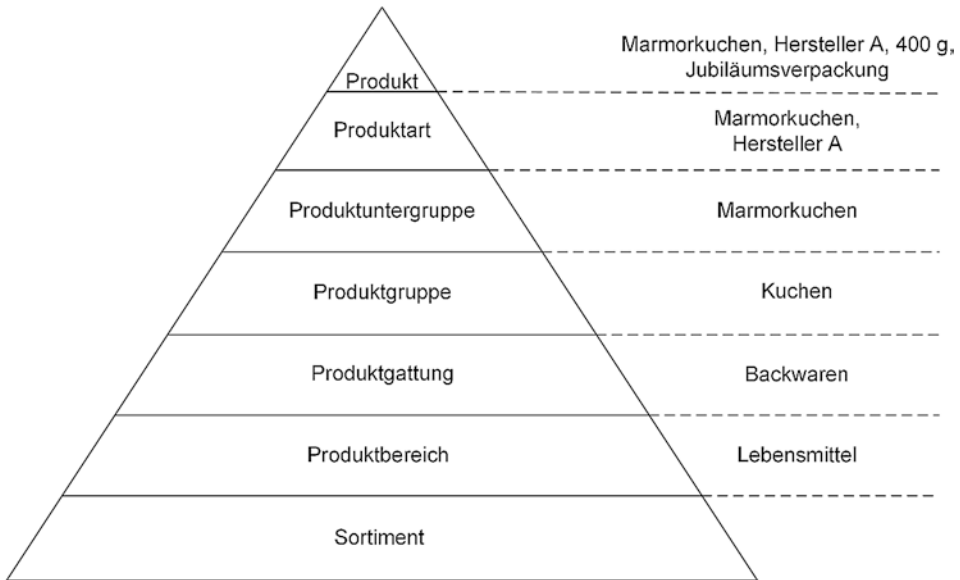 Marmorkuchen, Hersteller A, 400 g,
Jubiläumsverpackung
Produkt
Produktart
Marmorkuchen,
Hersteller A
Produktuntergruppe
Marmorkuchen
Produktgruppe
Kuchen
Produktgattung
Backwaren
Produktbereich
Lebensmittel
Sortiment